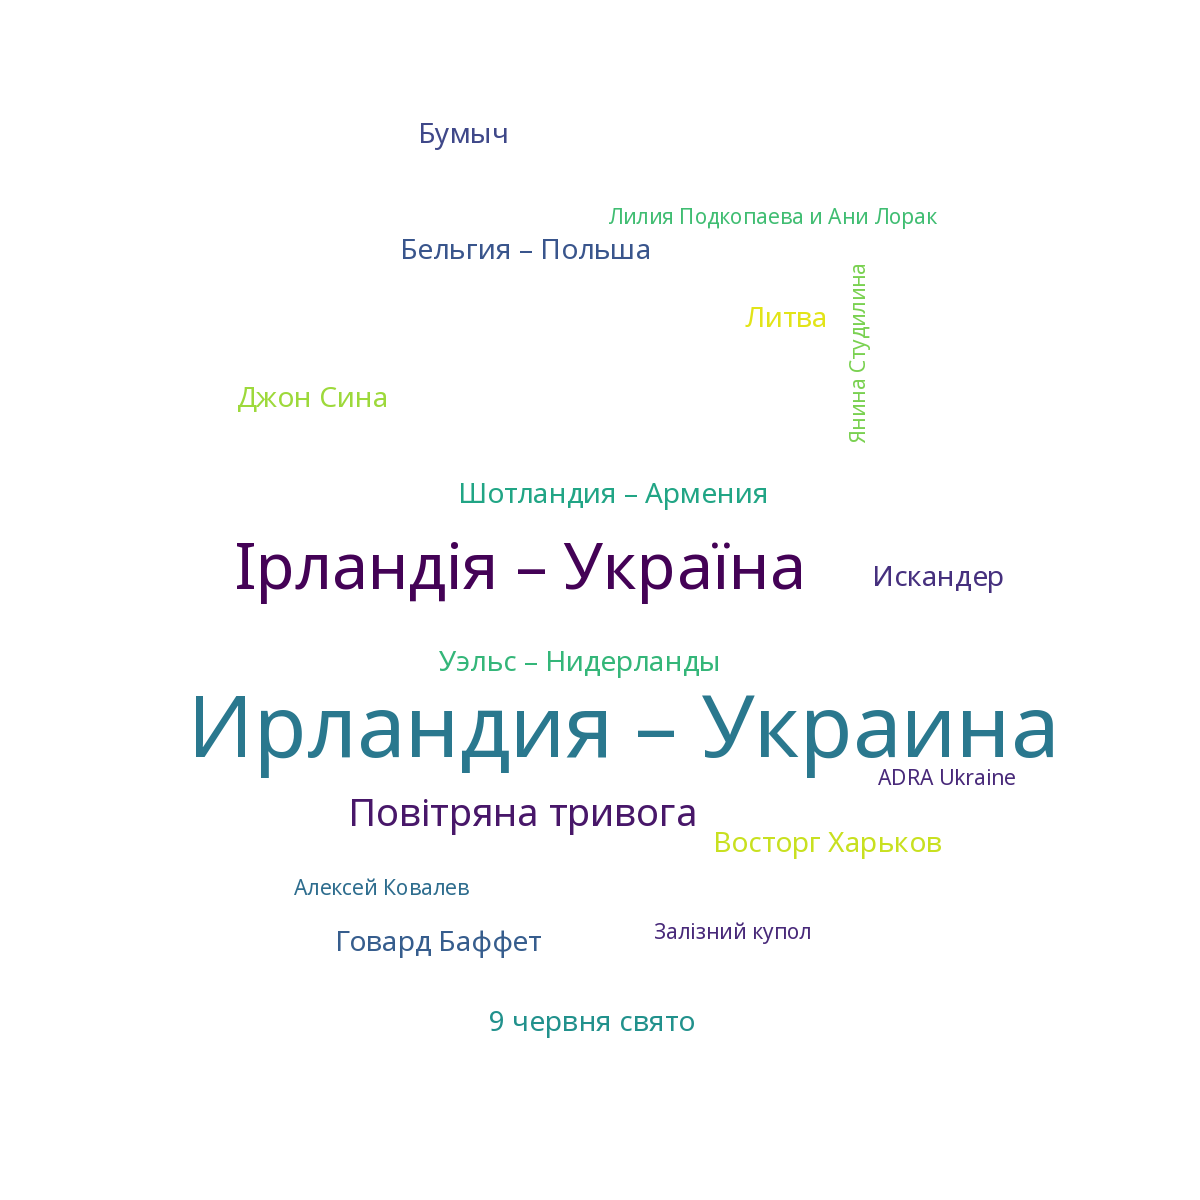 Бумыч
Лилия Подкопаева и Ани Лорак
Бельгия – Польша
Литва
Янина Студилина
Джон Сина
Шотландия – Армения
Ірландія – Україна
Искандер
Уэльс – Нидерланды
Ирландия – Украина
ADRA Ukraine
Повітряна тривога
Восторг Харьков
Алексей Ковалев
Залізний купол
Говард Баффет
9 червня свято